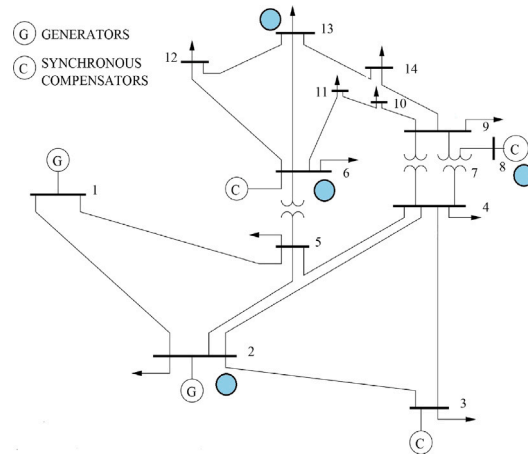 G GENERATORS
C SYNCHRONOUS
COMPENSATORS
13
12
14
11
10
9
C
G
7
8
C
6
1
4
5
2
G
3
C